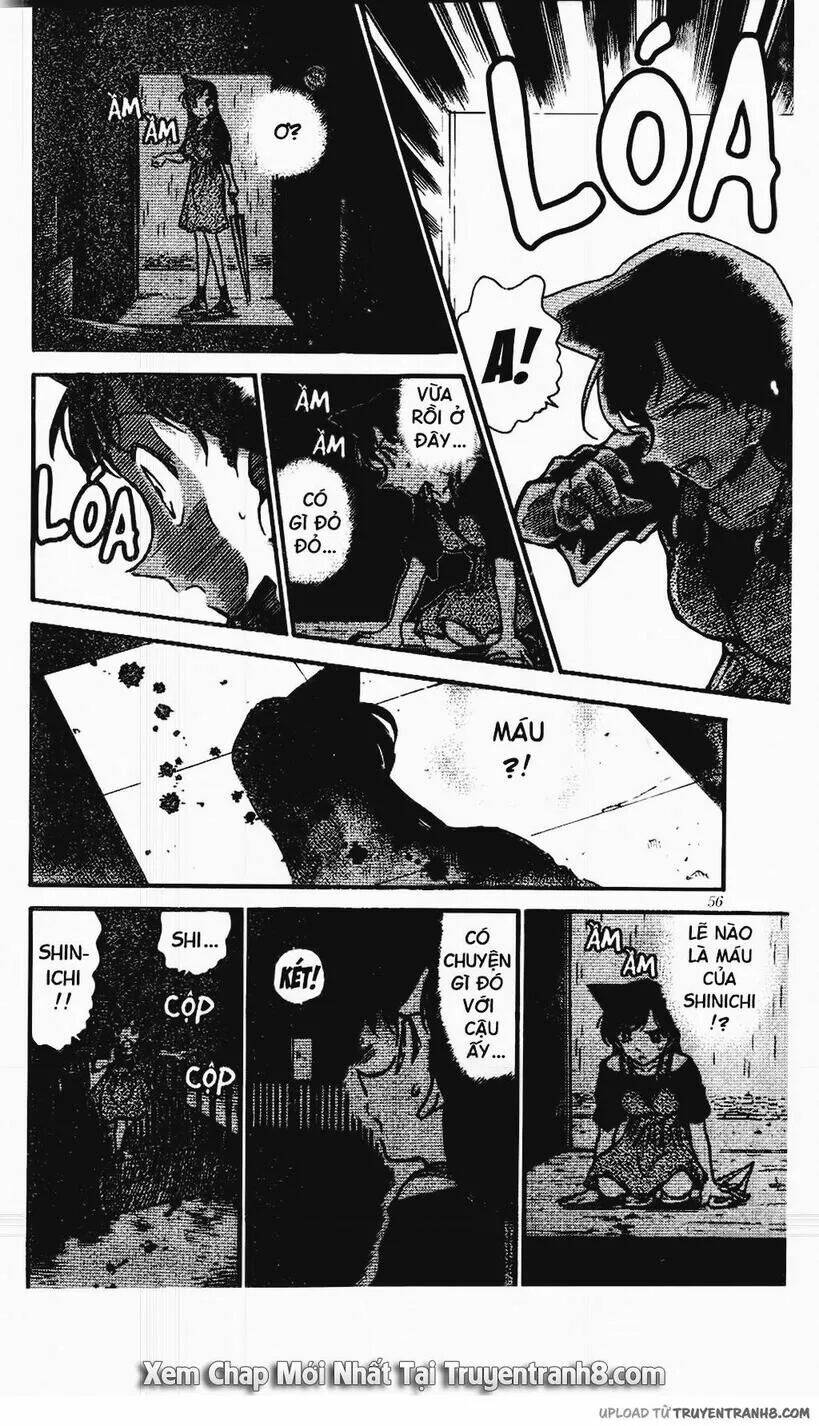 LÓA
A!
ẦM
ẦM
Ơ?
VỪA
RỒI Ở
ĐÂY...
ẦM
ẦM
CÓ
GÌ ĐỎ
ĐỎ...
LÓA
MÁU
?!
56
LẼ NÀO
LÀ MÁU
CỦA
SHINICHI
!?
ẦM
ẦM
CÓ
CHUYỆN
GÌ ĐÓ
VỚI
CẬU
ẤY...
KÉT!
SHI...
SHIN-
ICHI
!!
CỘP
CỘP
Xem Chap Mới Nhất Tại Truyentranh8.com
UPLOAD TỪ TRUYENTRANH8.COM